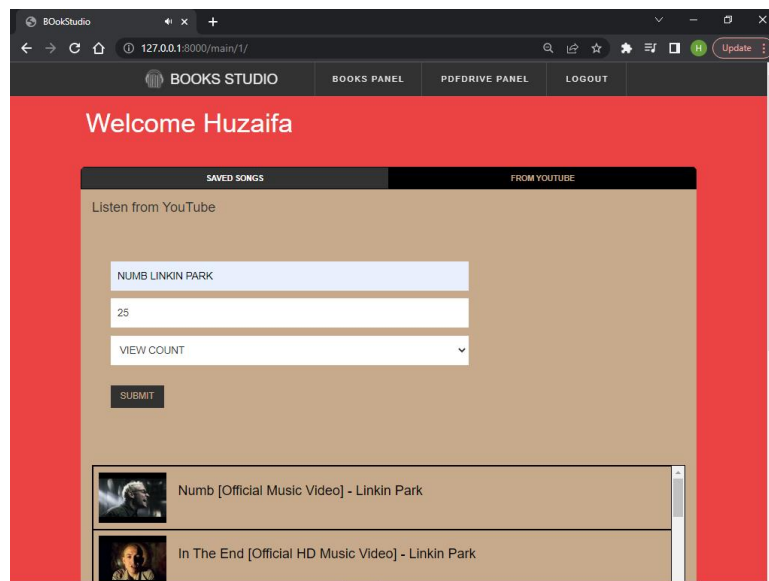 BOokStudio
127.0.0.1:8000/main/1/
H Update
BOOKS STUDIO BOOKS PANEL PDFDRIVE PANEL LOGOUT
Welcome Huzaifa
SAVED SONGS FROM YOUTUBE
Listen from YouTube
NUMB LINKIN PARK
25
VIEW COUNT
SUBMIT
Numb [Official Music Video] - Linkin Park
In The End [Official HD Music Video] - Linkin Park